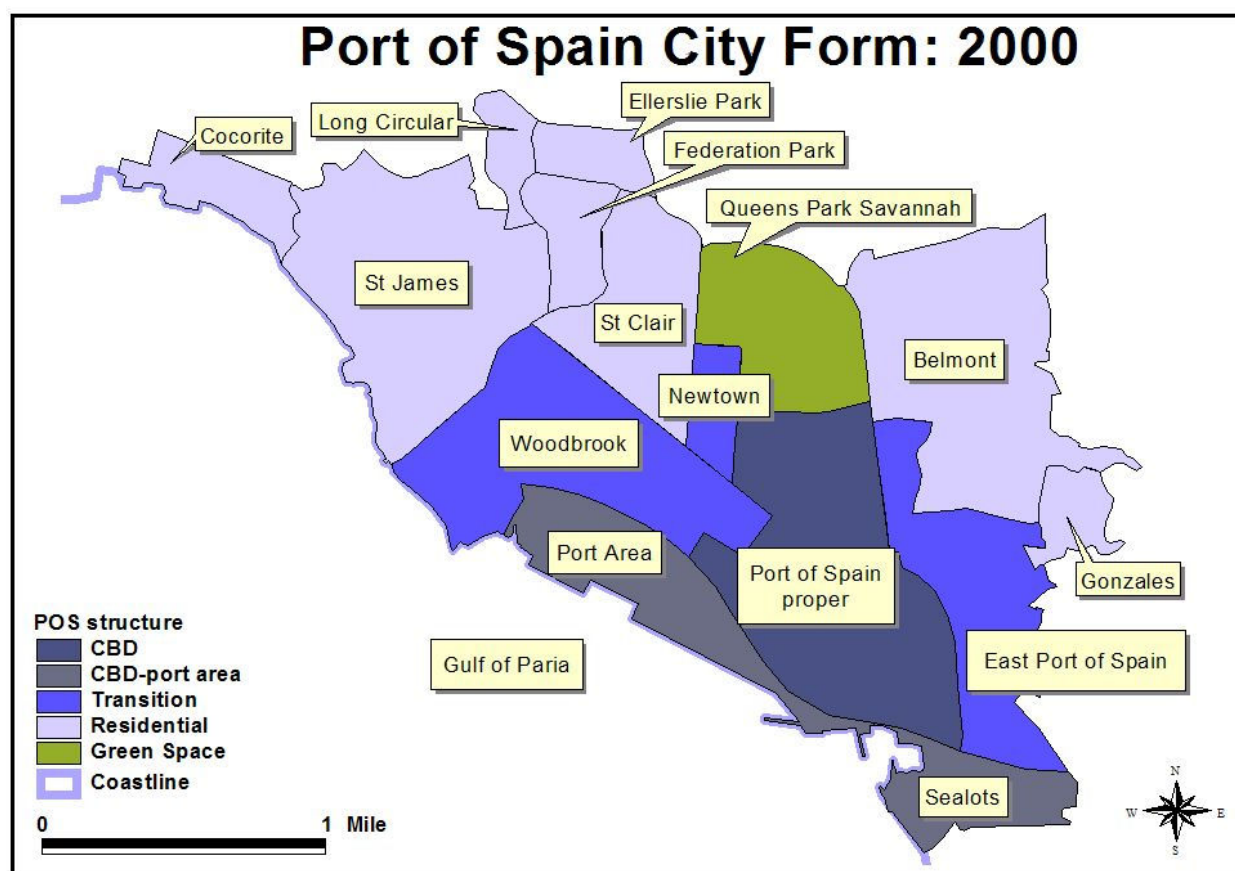 Port of Spain City Form: 2000
Ellerslie Park
Long Circular
Cocorite
Federation Park
Queens Park Savannah
St James
St Clair
Belmont
Newtown
Woodbrook
Port Area
Port of Spain
proper
Gonzales
Gulf of Paria
East Port of Spain
Sealots
POS structure
CBD
CBD-port area
Transition
Residential
Green Space
Coastline
0 1 Mile
N
W E
S